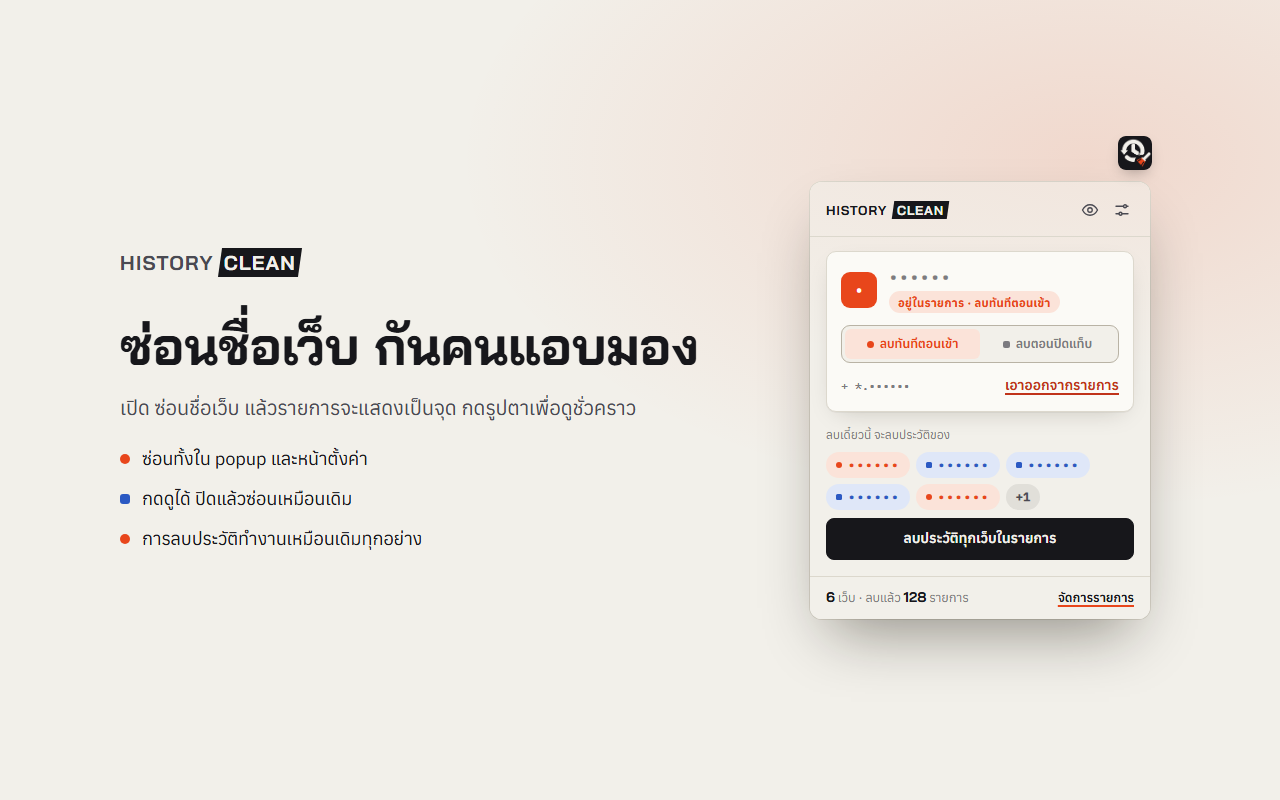 HISTORY CLEAN
ซ่อนชื่อเว็บ กันคนแอบมอง
เปิด ซ่อนชื่อเว็บ แล้วรายการจะแสดงเป็นจุด กดรูปตาเพื่อดูชั่วคราว
ซ่อนทั้งใน popup และหน้าตั้งค่า
กดดูได้ ปิดแล้วซ่อนเหมือนเดิม
การลบประวัติทำงานเหมือนเดิมทุกอย่าง
HISTORY CLEAN
••••••
อยู่ในรายการ · ลบทันทีตอนเข้า
ลบทันทีตอนเข้า
ลบตอนปิดแท็บ
+ *.••••••
เอาออกจากรายการ
ลบเดี๋ยวนี้ จะลบประวัติของ
•••••• •••••• ••••••
•••••• •••••• +1
ลบประวัติทุกเว็บในรายการ
6 เว็บ · ลบแล้ว 128 รายการ
จัดการรายการ